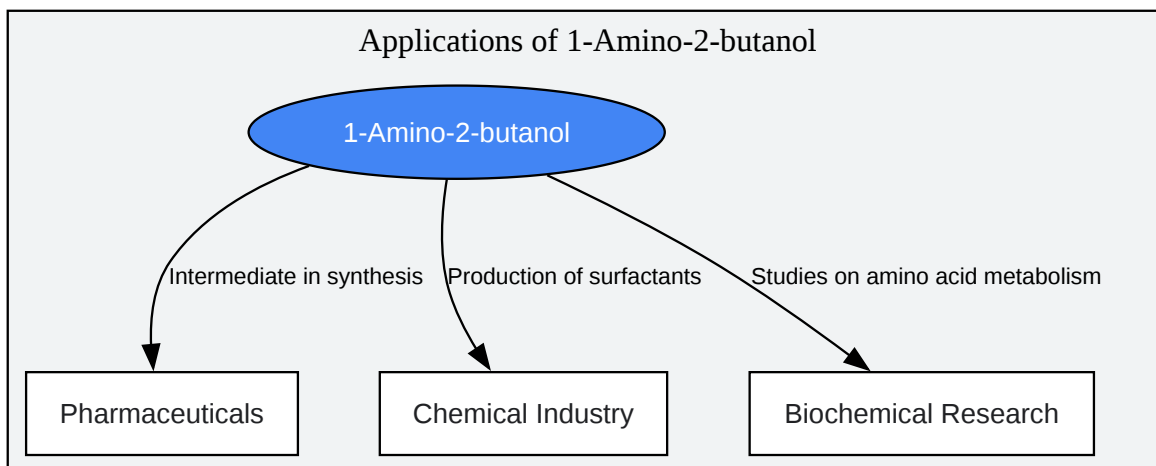 Applications of 1-Amino-2-butanol
1-Amino-2-butanol
Intermediate in synthesis
Production of surfactants
Studies on amino acid metabolism
Pharmaceuticals
Chemical Industry
Biochemical Research